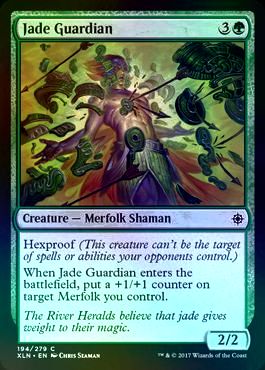 Jade Guardian 3
Creature — Merfolk Shaman
Hexproof (This creature can't be the
target of spells or abilities your opponents control.)
When Jade Guardian enters the
battlefield, put a +1/+1 counter on
target Merfolk you control.
The River Heralds believe that jade gives
weight to their magic.
2/2
194/279 C
XLN • EN Chris Seaman
™ & © 2017 Wizards of the Coast